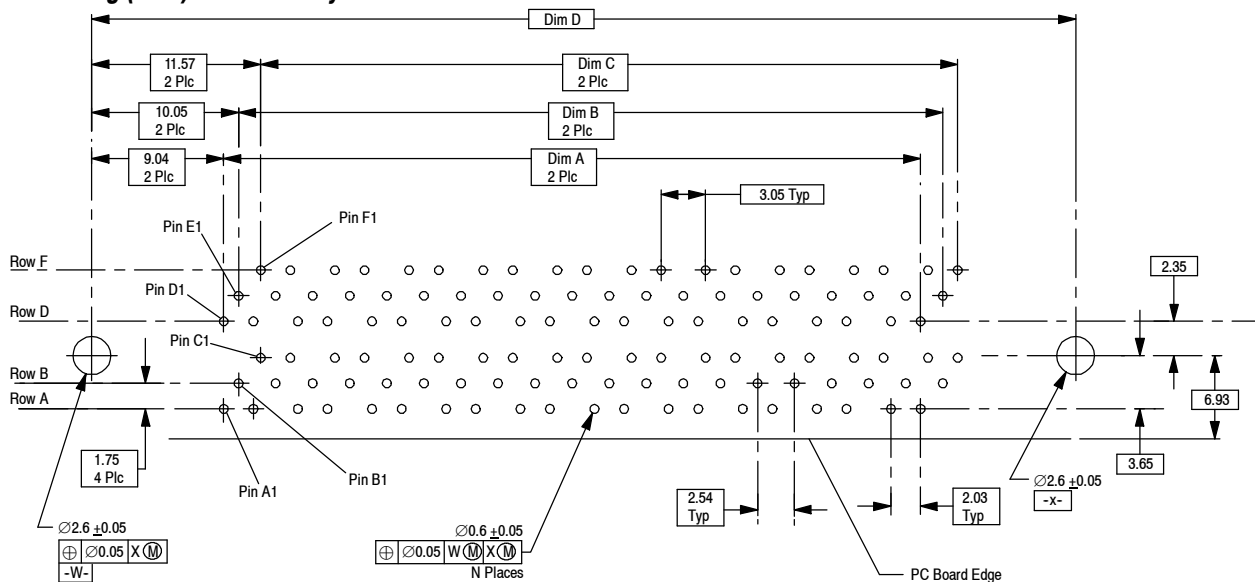 Dim D
11.57
2 Plc
Dim C
2 Plc
10.05
2 Plc
Dim B
2 Plc
9.04
2 Plc
Dim A
2 Plc
3.05 Typ
Pin F1
Pin E1
Row F
Pin D1
Row D
2.35
Pin C1
Row B
Row A
6.93
1.75
4 Plc
Pin A1
Pin B1
3.65
2.54
Typ
2.03
Typ
∅2.6 ±0.05
-x-
∅2.6 ±0.05
⌖ ∅0.05 X Ⓜ
-W-
∅0.6 ±0.05
⌖ ∅0.05 W Ⓜ X Ⓜ
N Places
PC Board Edge